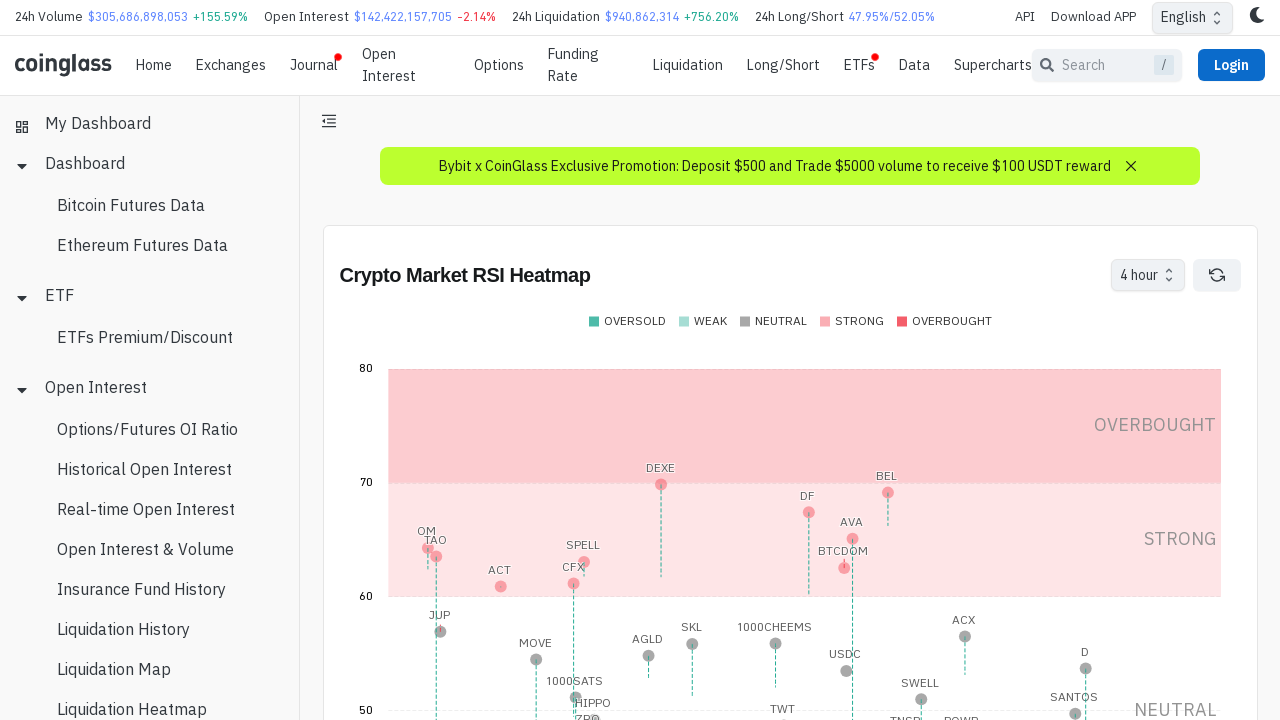 24h Volume $305,686,898,053 +155.59% Open Interest $142,422,157,705 -2.14% 24h Liquidation $940,862,314 +756.20% 24h Long/Short 47.95%/52.05% API Download APP English
coinglass Home Exchanges Journal Open Interest Options Funding Rate Liquidation Long/Short ETFs Data Supercharts Search / Login
My Dashboard
Dashboard
Bitcoin Futures Data
Ethereum Futures Data
ETF
ETFs Premium/Discount
Open Interest
Options/Futures OI Ratio
Historical Open Interest
Real-time Open Interest
Open Interest & Volume
Insurance Fund History
Liquidation History
Liquidation Map
Liquidation Heatmap
Bybit x CoinGlass Exclusive Promotion: Deposit $500 and Trade $5000 volume to receive $100 USDT reward
Crypto Market RSI Heatmap 4 hour
OVERSOLD WEAK NEUTRAL STRONG OVERBOUGHT
80
OVERBOUGHT
DEXE
BEL
70
DF
AVA
OM
TAO
STRONG
SPELL
BTCDOM
CFX
ACT
60
JUP
ACX
SKL
1000CHEEMS
AGLD
MOVE
D
USDC
1000SATS
SWELL
SANTOS
HIPPO
TWT
NEUTRAL
50